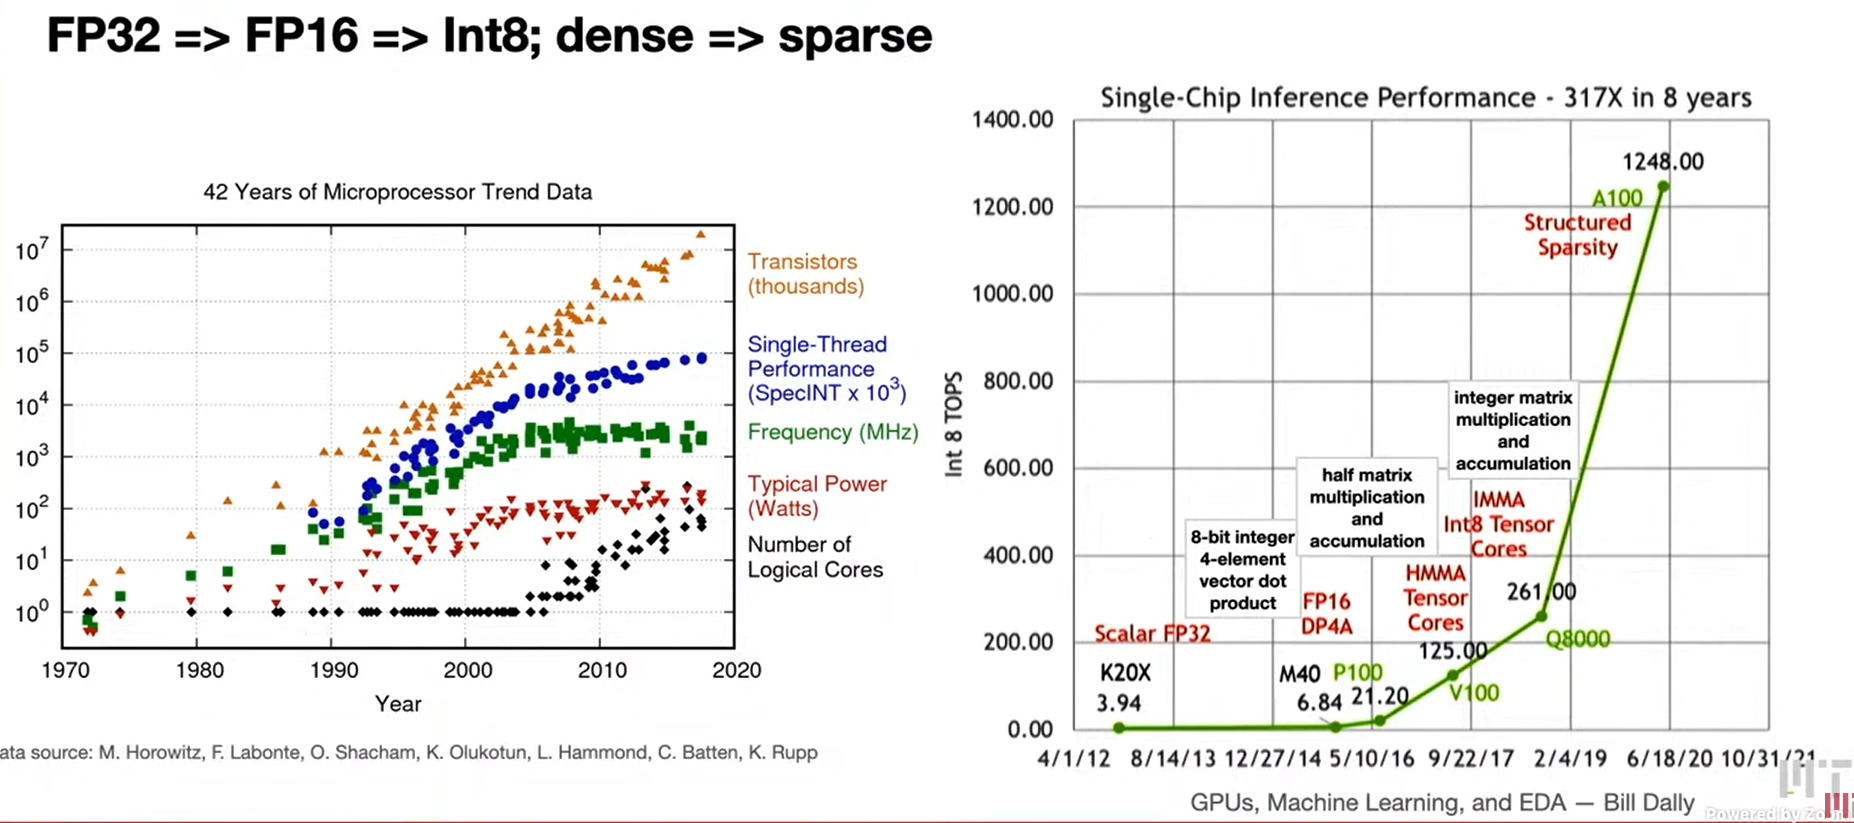 FP32 => FP16 => Int8; dense => sparse
42 Years of Microprocessor Trend Data
10^7
10^6
10^5
10^4
10^3
10^2
10^1
10^0
Transistors
(thousands)
Single-Thread
Performance
(SpecINT x 10^3)
Frequency (MHz)
Typical Power
(Watts)
Number of
Logical Cores
1970 1980 1990 2000 2010 2020
Year
ata source: M. Horowitz, F. Labonte, O. Shacham, K. Olukotun, L. Hammond, C. Batten, K. Rupp
Single-Chip Inference Performance - 317X in 8 years
Int 8 TOPS
1400.00
1200.00
1000.00
800.00
600.00
400.00
200.00
0.00
1248.00
A100
Structured
Sparsity
integer matrix
multiplication
and
accumulation
IMMA
Int8 Tensor
Cores
261.00
Q8000
half matrix
multiplication
and
accumulation
HMMA
Tensor
Cores
125.00
V100
8-bit integer
4-element
vector dot
product
FP16
DP4A
P100
21.20
M40
6.84
Scalar FP32
K20X
3.94
4/1/12 8/14/13 12/27/14 5/10/16 9/22/17 2/4/19 6/18/20 10/31/21
GPUs, Machine Learning, and EDA — Bill Dally
Powered by Zoom